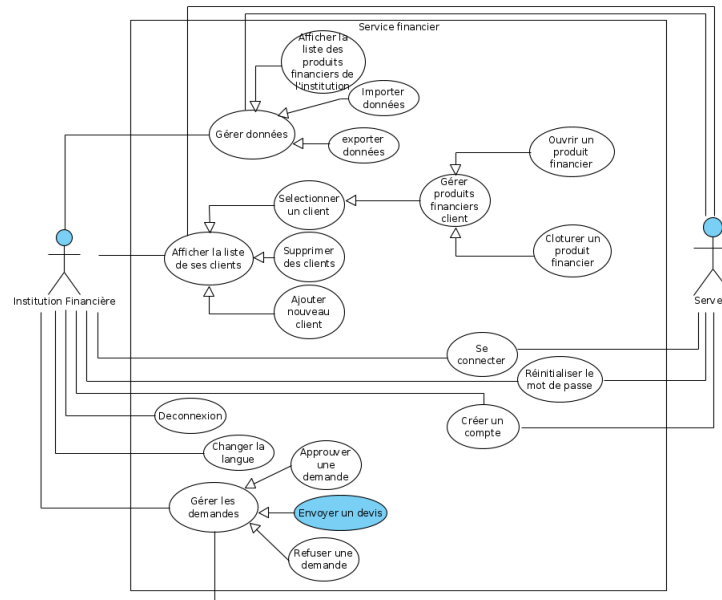 Service financier
Afficher la
liste des
produits
financiers de
l'institution
Importer
données
Gérer données
exporter
données
Ouvrir un
produit
financier
Gérer
produits
financiers
client
Selectionner
un client
Afficher la liste
de ses clients
Supprimer
des clients
Cloturer un
produit
financier
Ajouter
nouveau
client
Institution Financière
Se
connecter
Réinitialiser le
mot de passe
Deconnexion
Créer un
compte
Changer la
langue
Approuver
une
demande
Gérer les
demandes
Envoyer un devis
Refuser une
demande